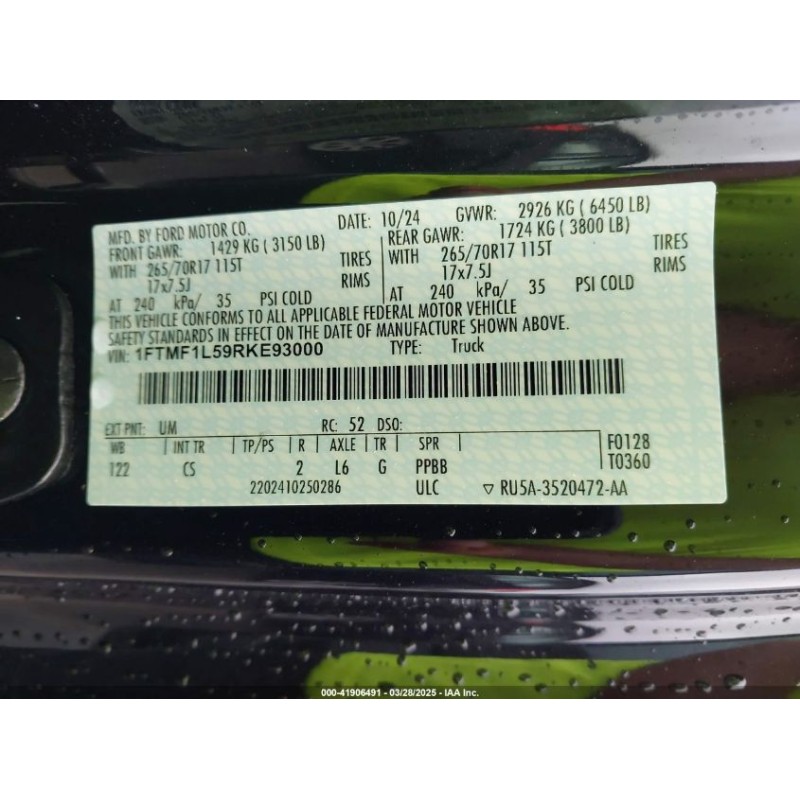 MFD. BY FORD MOTOR CO. DATE: 10/24 GVWR: 2926 KG ( 6450 LB)
FRONT GAWR: 1429 KG ( 3150 LB) REAR GAWR: 1724 KG ( 3800 LB)
WITH 265/70R17 115T TIRES WITH 265/70R17 115T TIRES
17x7.5J RIMS 17x7.5J RIMS
AT 240 kPa/ 35 PSI COLD AT 240 kPa/ 35 PSI COLD
THIS VEHICLE CONFORMS TO ALL APPLICABLE FEDERAL MOTOR VEHICLE
SAFETY STANDARDS IN EFFECT ON THE DATE OF MANUFACTURE SHOWN ABOVE.
VIN: 1FTMF1L59RKE93000 TYPE: Truck
EXT PNT: UM RC: 52 DSO:
WB INT TR TP/PS R AXLE TR SPR F0128
122 CS 2 L6 G PPBB T0360
2202410250286 ULC ▽ RU5A-3520472-AA
000-41906491 - 03/28/2025 - IAA Inc.